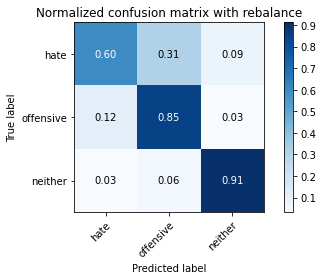 Normalized confusion matrix with rebalance
True label
hate
offensive
neither
0.60 0.31 0.09
0.12 0.85 0.03
0.03 0.06 0.91
hate
offensive
neither
Predicted label
0.9
0.8
0.7
0.6
0.5
0.4
0.3
0.2
0.1